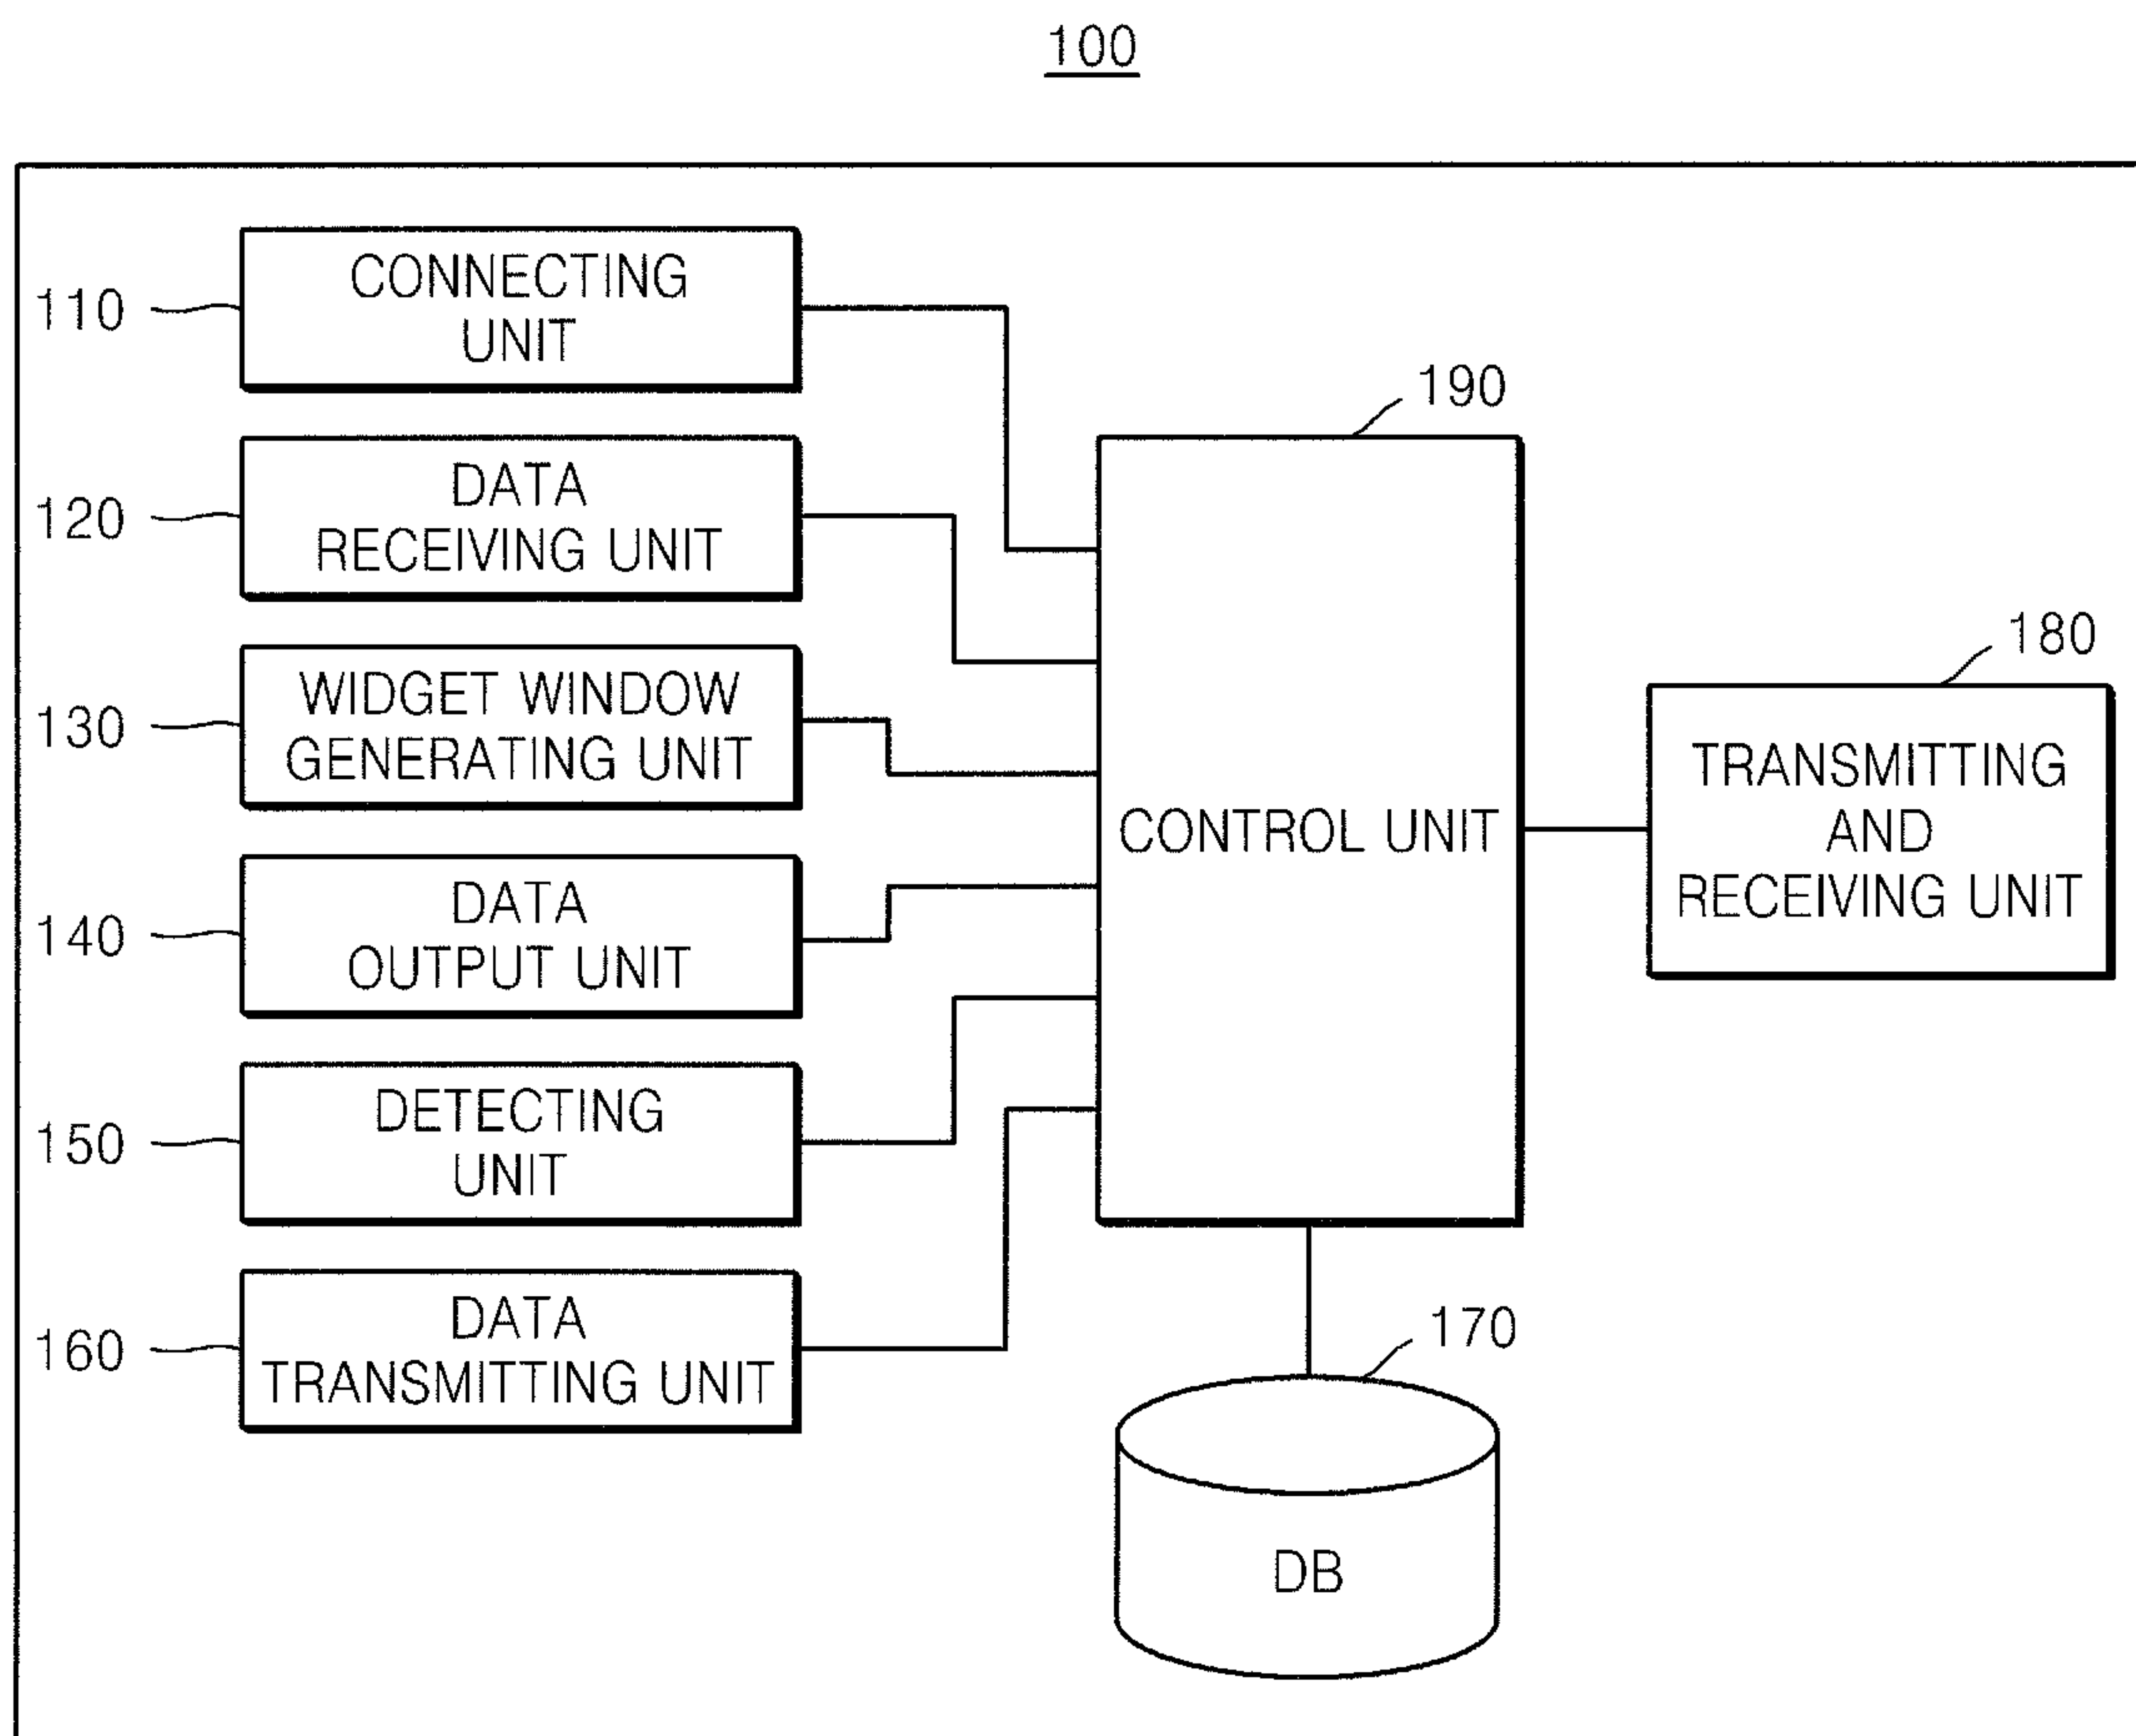 100
110
CONNECTING
UNIT
190
120
DATA
RECEIVING UNIT
180
130
WIDGET WINDOW
GENERATING UNIT
CONTROL UNIT
TRANSMITTING
AND
RECEIVING UNIT
140
DATA
OUTPUT UNIT
150
DETECTING
UNIT
160
DATA
TRANSMITTING UNIT
170
DB